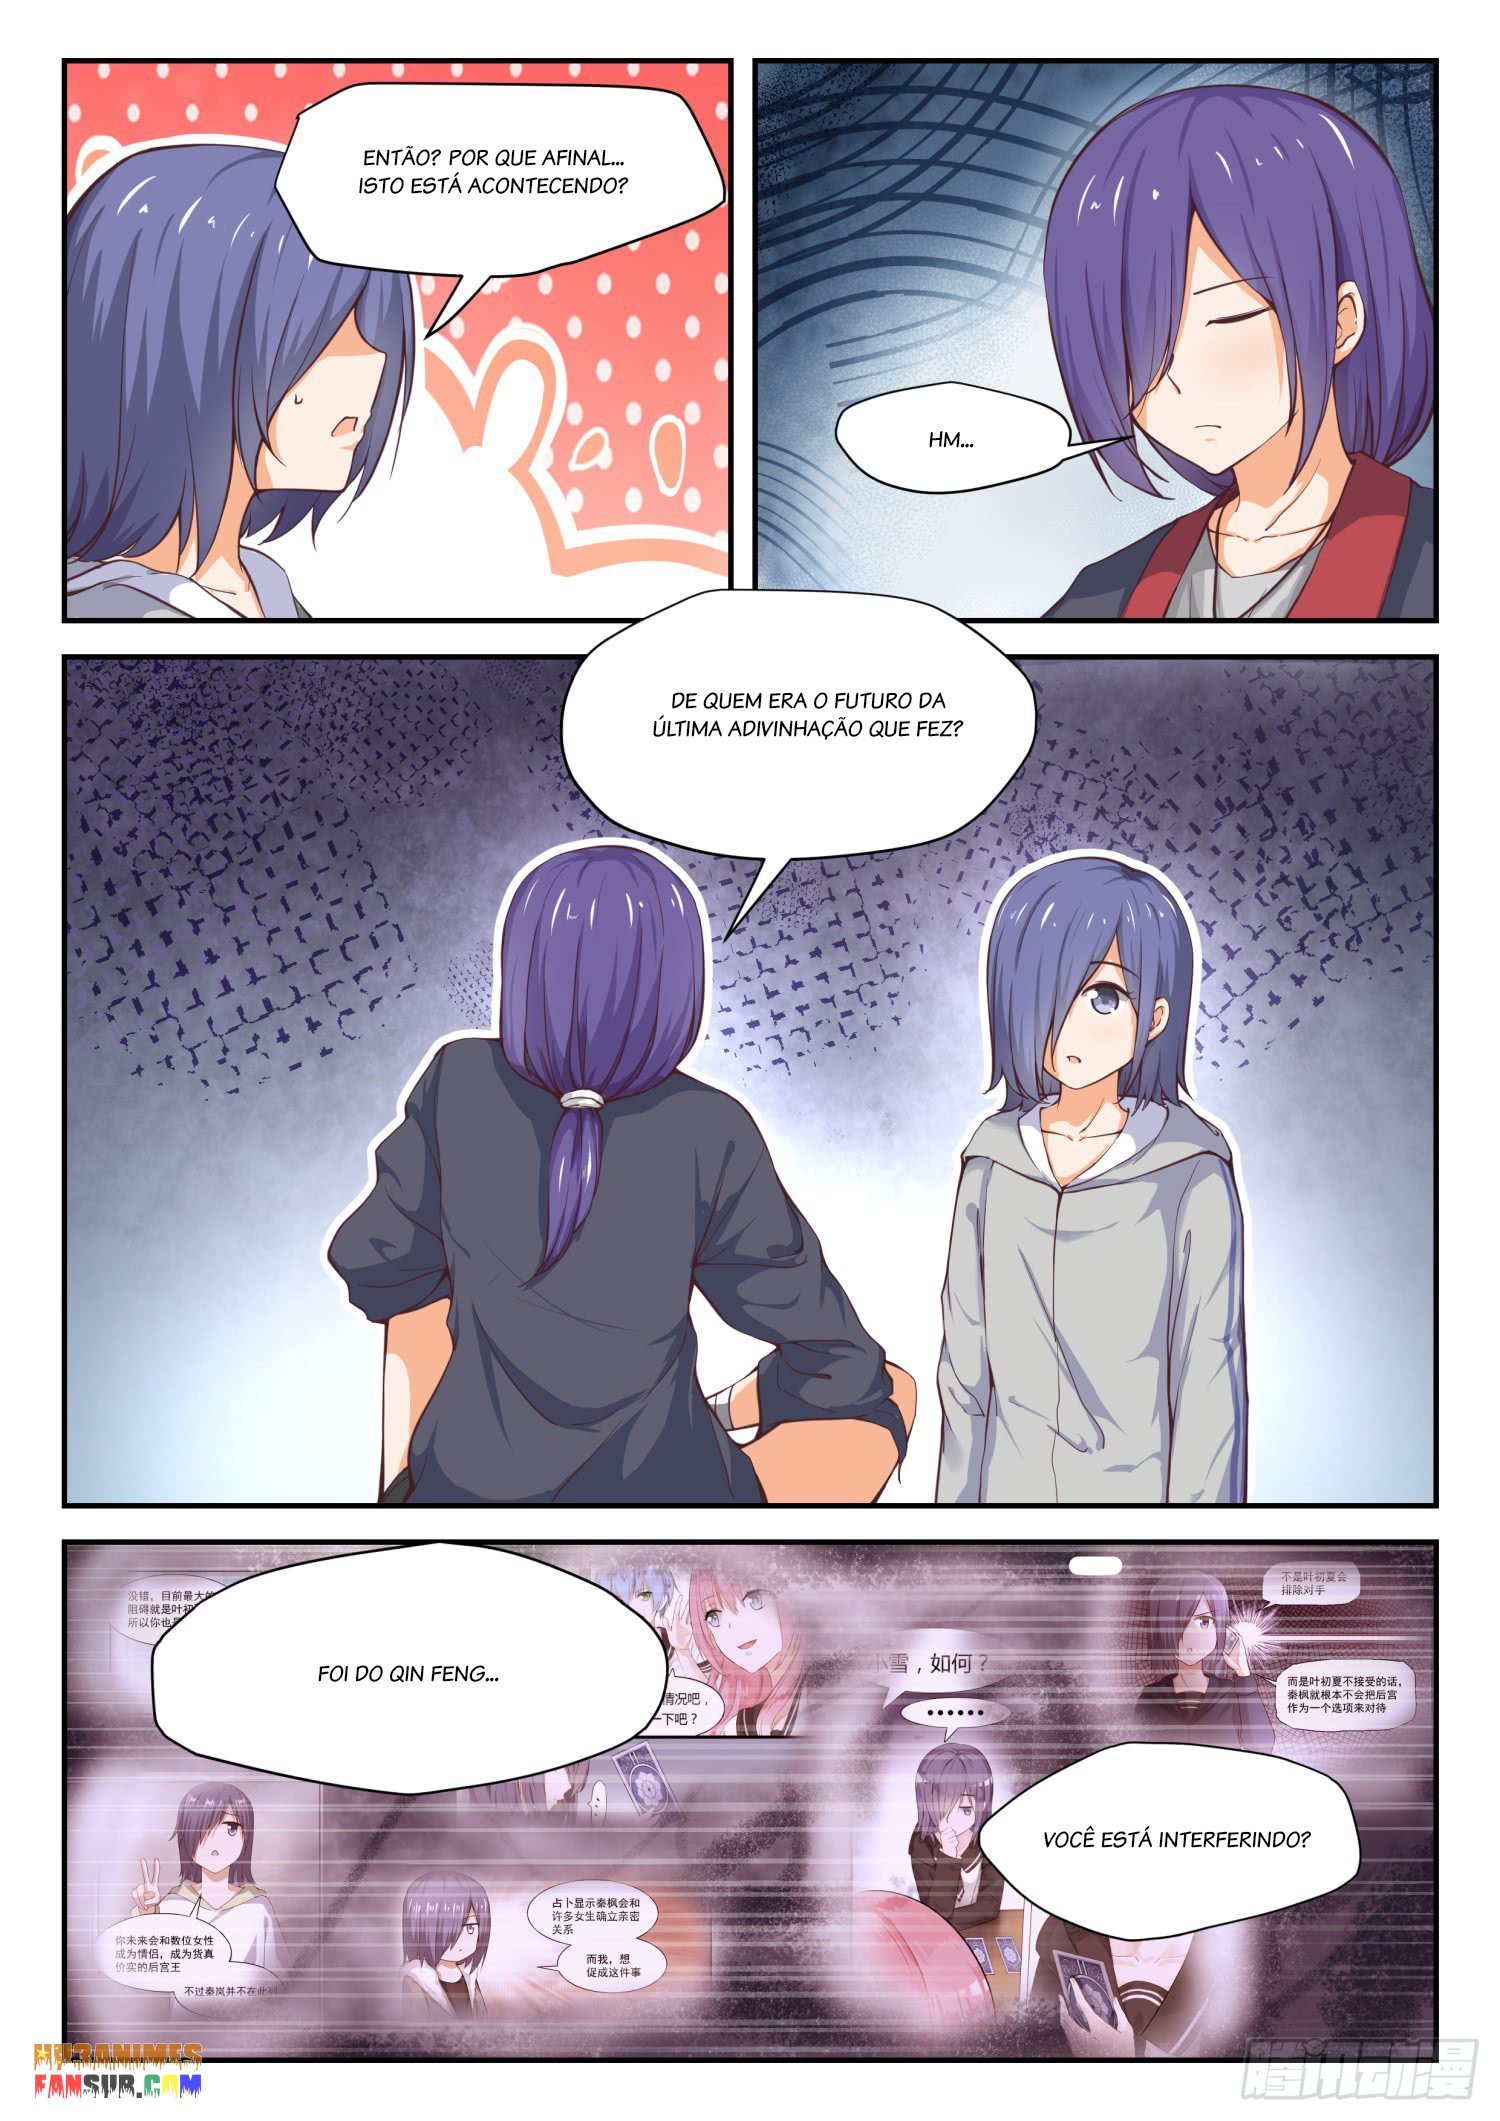 ENTÃO? POR QUE AFINAL...
ISTO ESTÁ ACONTECENDO?
HM...
DE QUEM ERA O FUTURO DA
ÚLTIMA ADIVINHAÇÃO QUE FEZ?
FOI DO QIN FENG...
没错，目前最大的
阻碍就是叶初
所以你也
情况吧，
一下吧？
小雪，如何？
......
不是叶初夏会
排除对手
而是叶初夏不接受的话，
秦枫就根本不会把后宫
作为一个选项来对待
VOCÊ ESTÁ INTERFERINDO?
你未来会和数位女性
成为情侣，成为货真
价实的后宫王
不过秦岚并不在此列
占卜显示秦枫会和
许多女生确立亲密
关系
而我，想
促成这件事
HU3ANIMES
FANSUB.COM
腾讯动漫